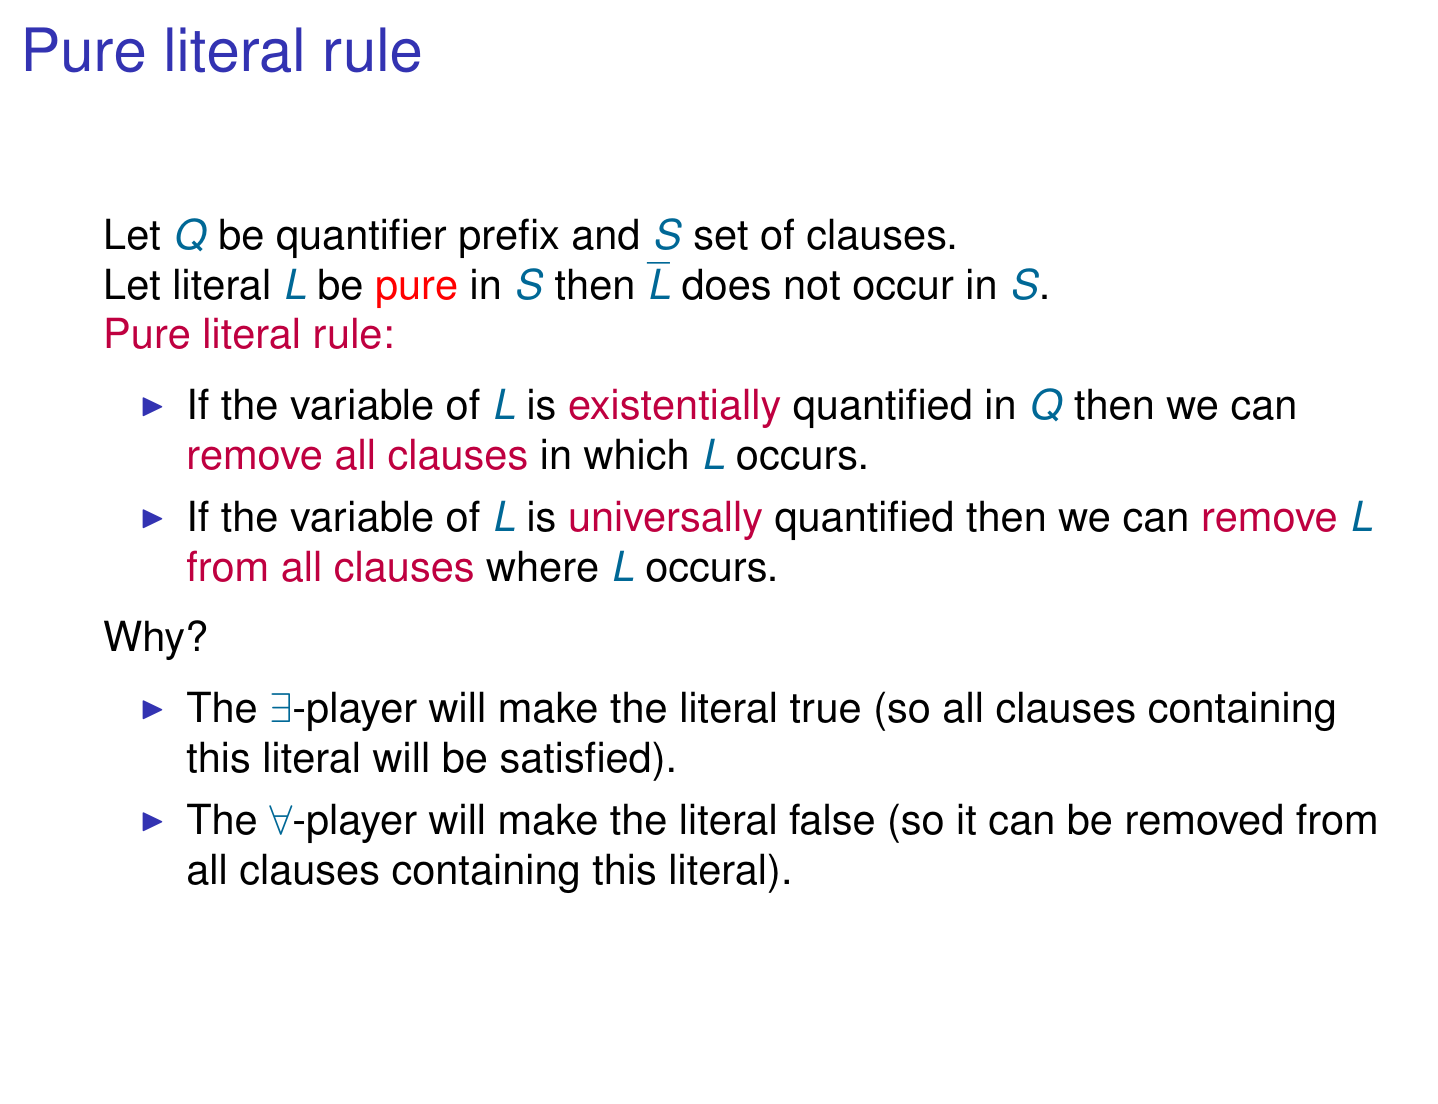 Pure literal rule
Let Q be quantifier prefix and S set of clauses.
Let literal L be pure in S then L̅ does not occur in S.
Pure literal rule:
▶ If the variable of L is existentially quantified in Q then we can
remove all clauses in which L occurs.
▶ If the variable of L is universally quantified then we can remove L
from all clauses where L occurs.
Why?
▶ The ∃-player will make the literal true (so all clauses containing
this literal will be satisfied).
▶ The ∀-player will make the literal false (so it can be removed from
all clauses containing this literal).